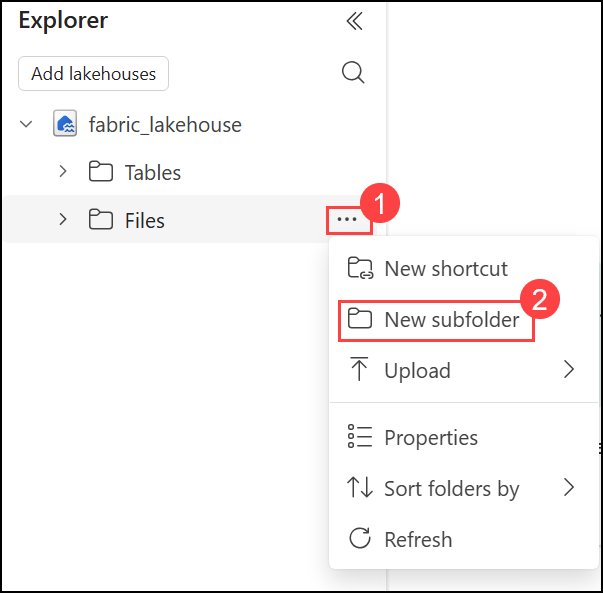 Explorer
Add lakehouses
fabric_lakehouse
Tables
Files
...
1
New shortcut
New subfolder
2
Upload
Properties
Sort folders by
Refresh